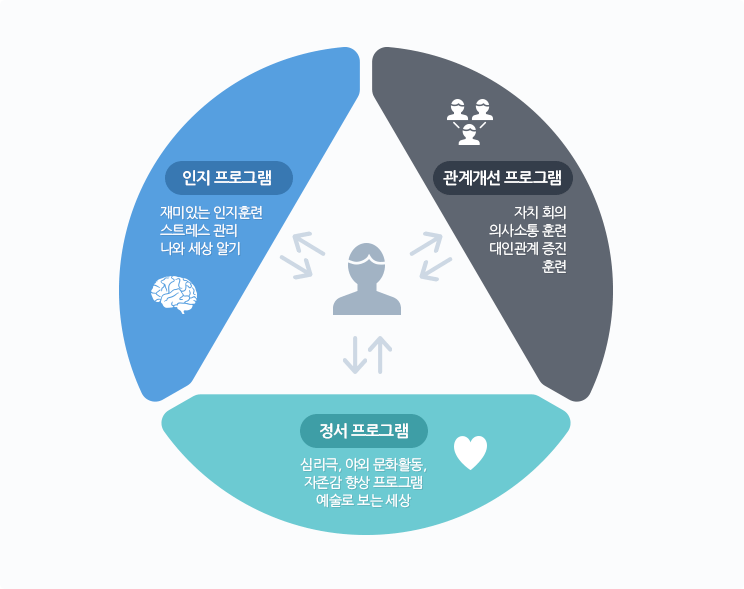 인지 프로그램
재미있는 인지훈련
스트레스 관리
나와 세상 알기
관계개선 프로그램
자치 회의
의사소통 훈련
대인관계 증진
훈련
정서 프로그램
심리극, 야외 문화활동,
자존감 향상 프로그램
예술로 보는 세상